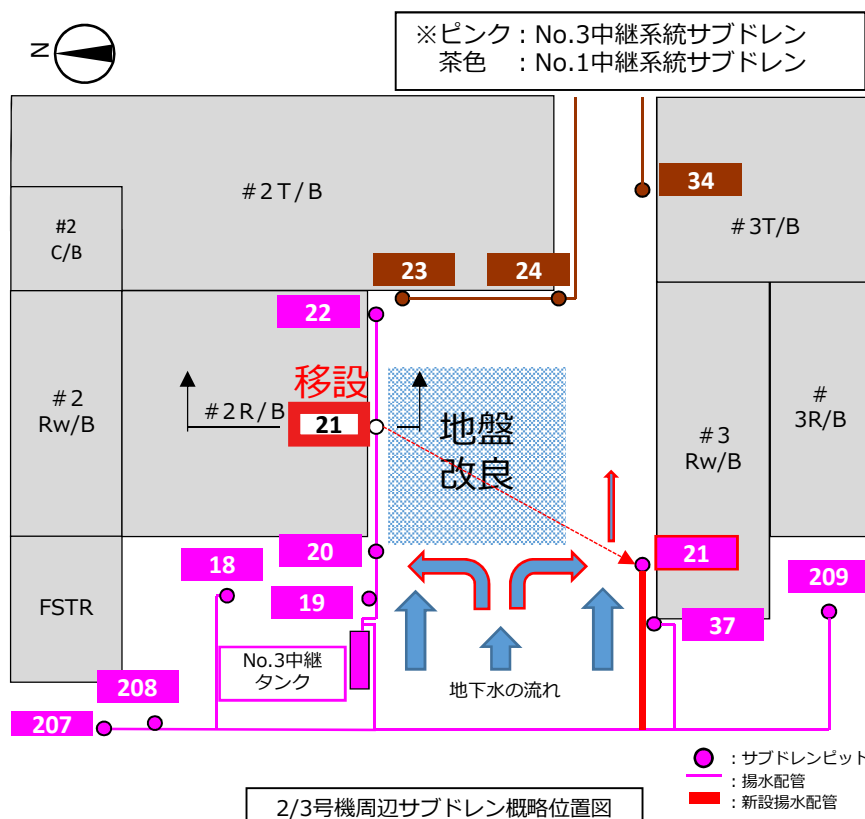 ※ピンク：No.3中継系統サブドレン
茶色　：No.1中継系統サブドレン
N
#2T/B
34
#2
C/B
#3T/B
23
24
22
移設
#2
Rw/B
#2R/B
21
地盤
改良
#3
Rw/B
#
3R/B
20
21
18
209
19
FSTR
37
No.3中継
タンク
208
地下水の流れ
207
：サブドレンピット
：揚水配管
：新設揚水配管
2/3号機周辺サブドレン概略位置図